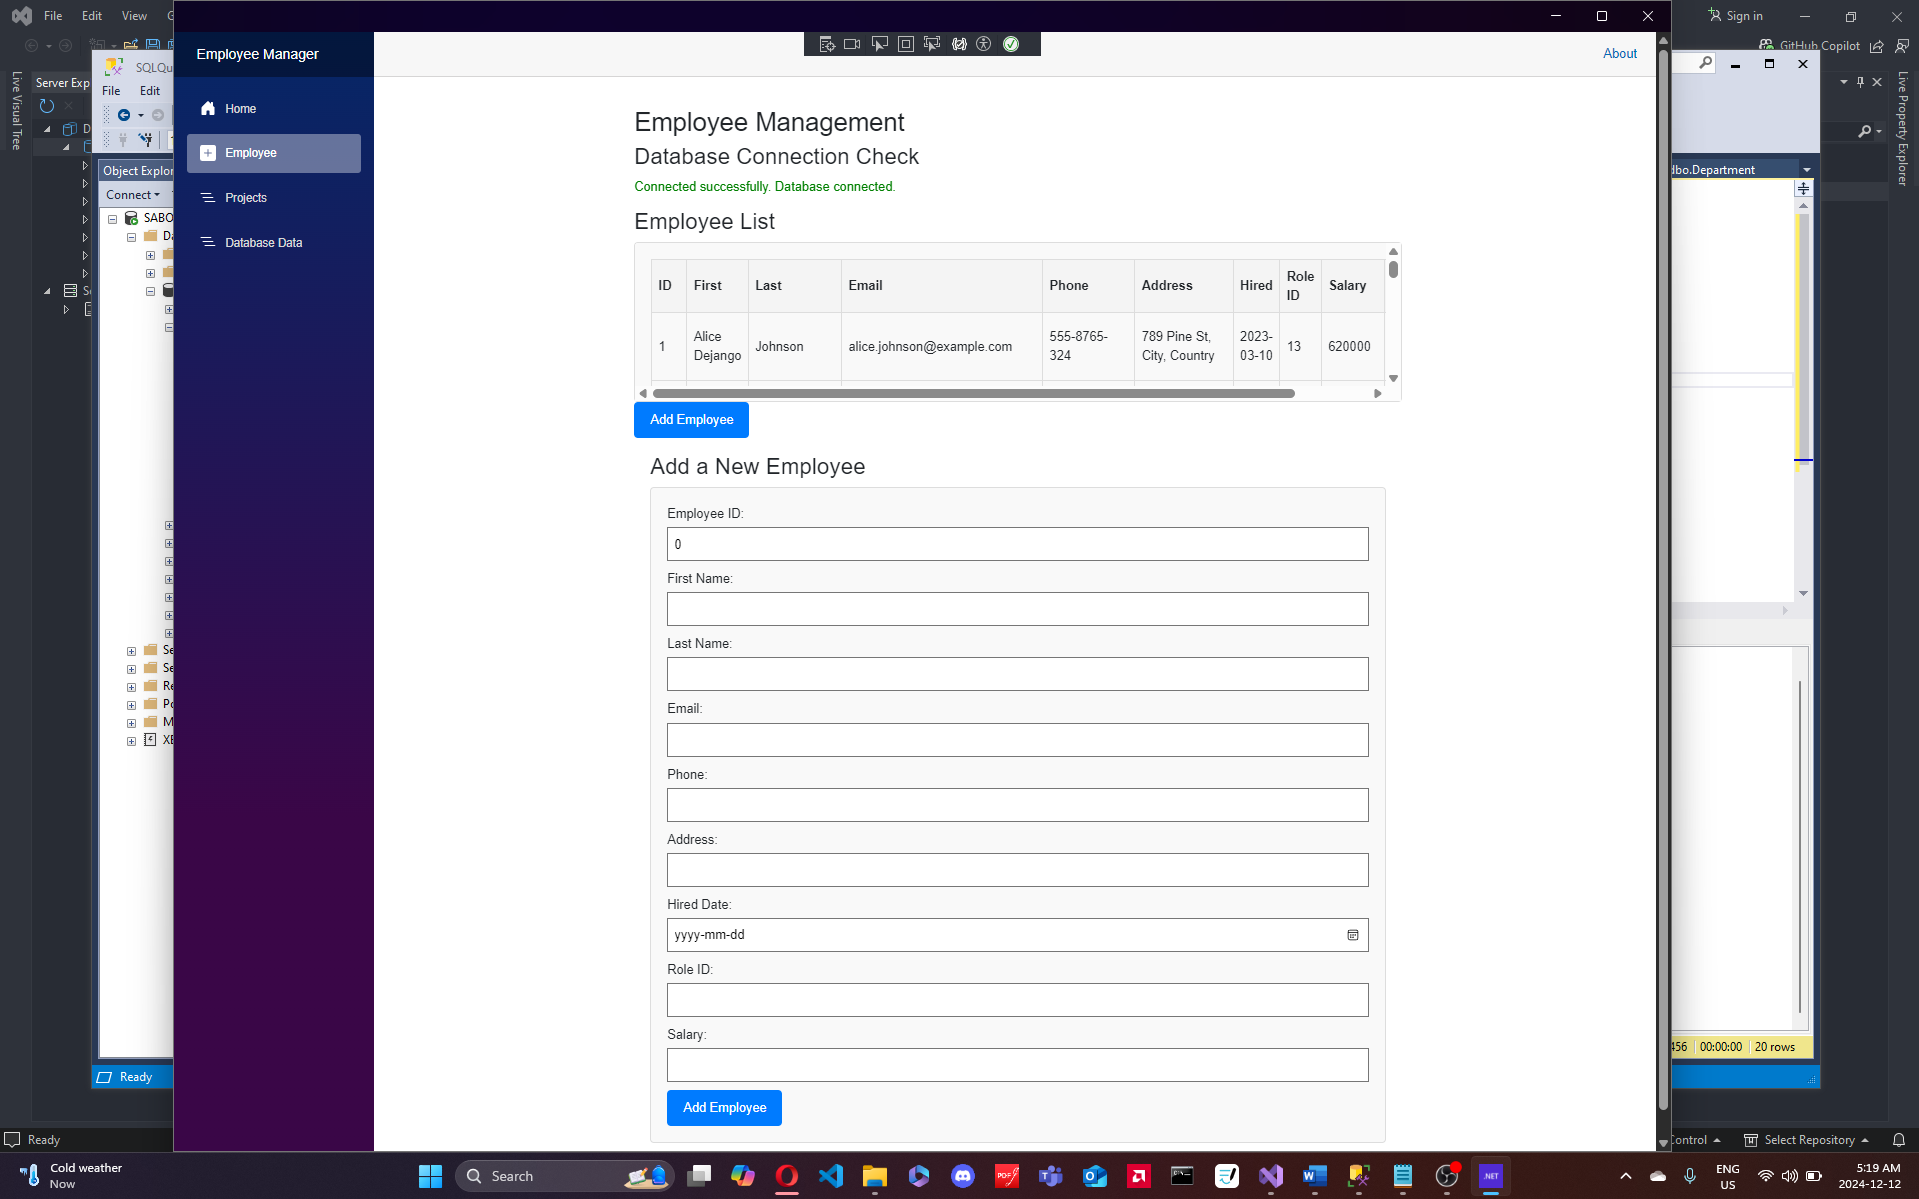 File Edit View
Sign in
GitHub Copilot
Live Visual Tree
Server Exp
SQLQu
File Edit
Object Explor
Connect
SABO
Ready
Ready
Employee Manager
Home
Employee
Projects
Database Data
About
Employee Management
Database Connection Check
Connected successfully. Database connected.
Employee List
ID First Last Email Phone Address Hired Role ID Salary
1 Alice Dejango Johnson alice.johnson@example.com 555-8765-324 789 Pine St, City, Country 2023-03-10 13 620000
Add Employee
Add a New Employee
Employee ID:
0
First Name:
Last Name:
Email:
Phone:
Address:
Hired Date:
yyyy-mm-dd
Role ID:
Salary:
Add Employee
dbo.Department
Live Property Explorer
456 00:00:00 20 rows
Control Select Repository
Cold weather
Now
Search
PDF
.NET
ENG
US
5:19 AM
2024-12-12